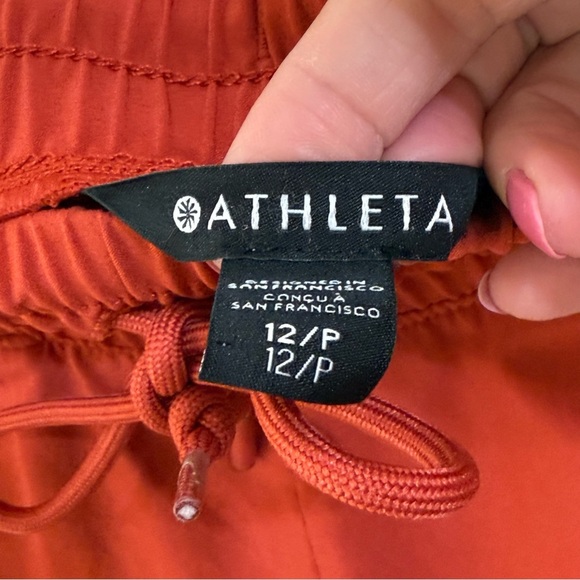 ATHLETA
DESIGNED IN
SAN FRANCISCO
CONÇU À
SAN FRANCISCO
12/P
12/P